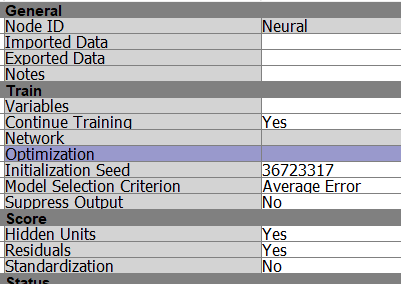 General
Node ID Neural
Imported Data
Exported Data
Notes
Train
Variables
Continue Training Yes
Network
Optimization
Initialization Seed 36723317
Model Selection Criterion Average Error
Suppress Output No
Score
Hidden Units Yes
Residuals Yes
Standardization No
Status